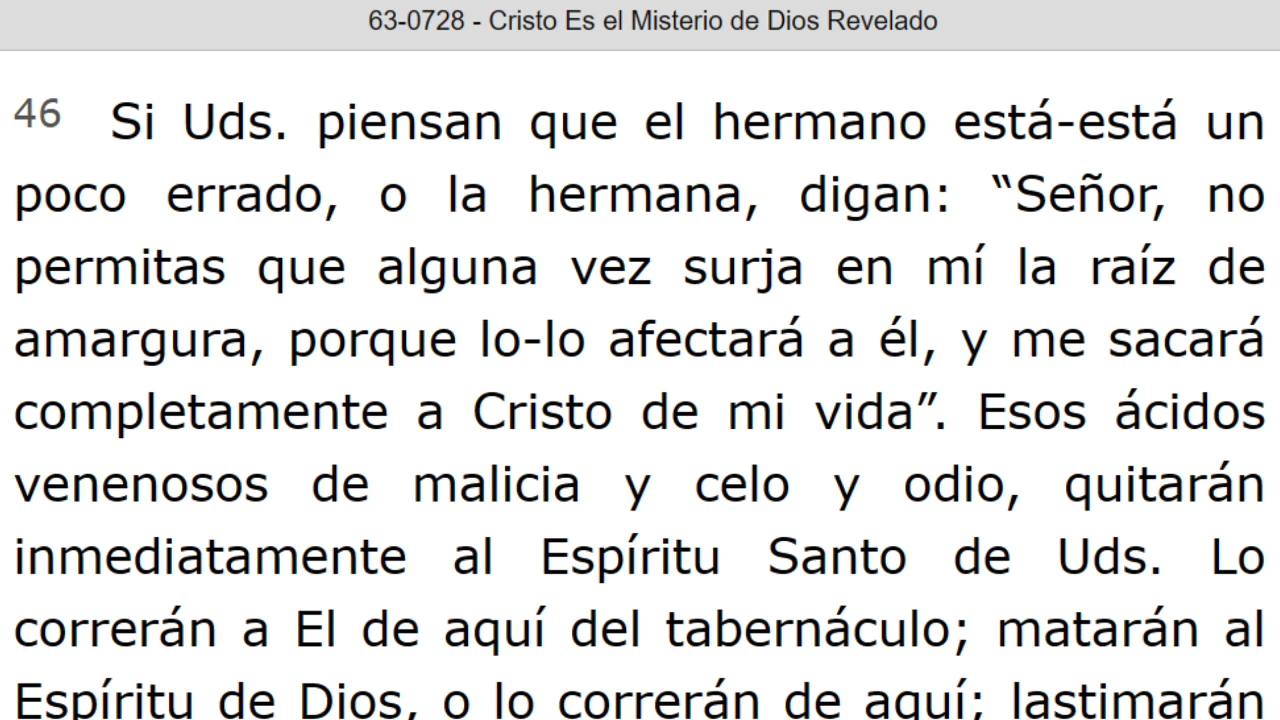 63-0728 - Cristo Es el Misterio de Dios Revelado
46 Si Uds. piensan que el hermano está-está un
poco errado, o la hermana, digan: “Señor, no
permitas que alguna vez surja en mí la raíz de
amargura, porque lo-lo afectará a él, y me sacará
completamente a Cristo de mi vida”. Esos ácidos
venenosos de malicia y celo y odio, quitarán
inmediatamente al Espíritu Santo de Uds. Lo
correrán a El de aquí del tabernáculo; matarán al
Espíritu de Dios, o lo correrán de aquí; lastimarán